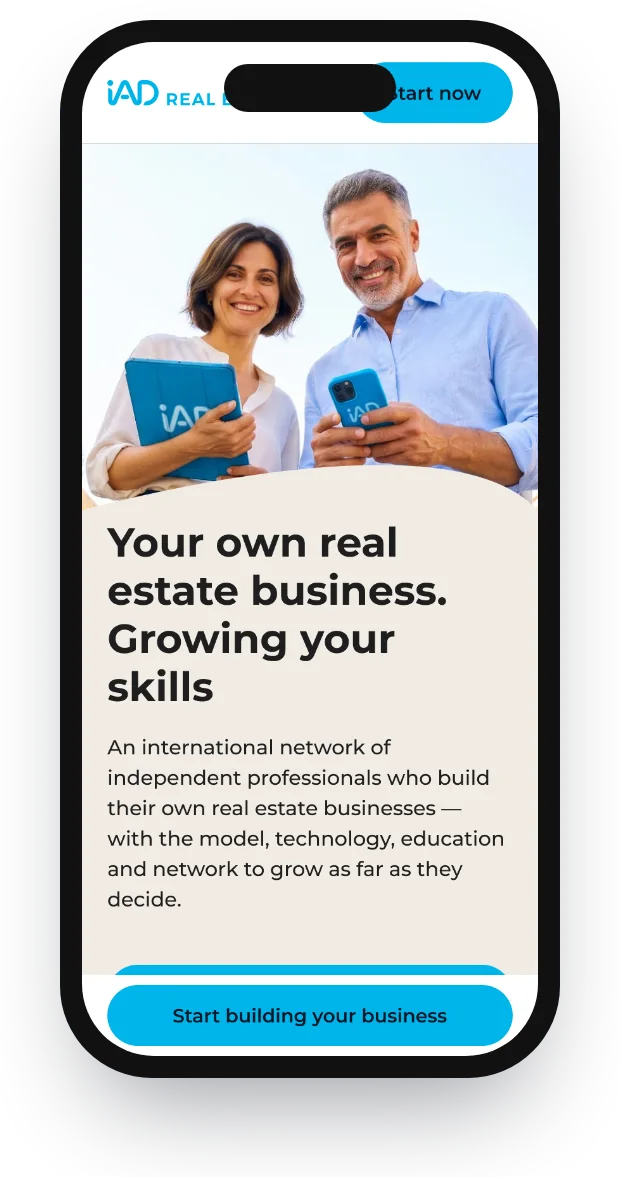 iAD REAL
Start now
iAD
iAD
Your own real
estate business.
Growing your
skills
An international network of
independent professionals who build
their own real estate businesses —
with the model, technology, education
and network to grow as far as they
decide.
Start building your business